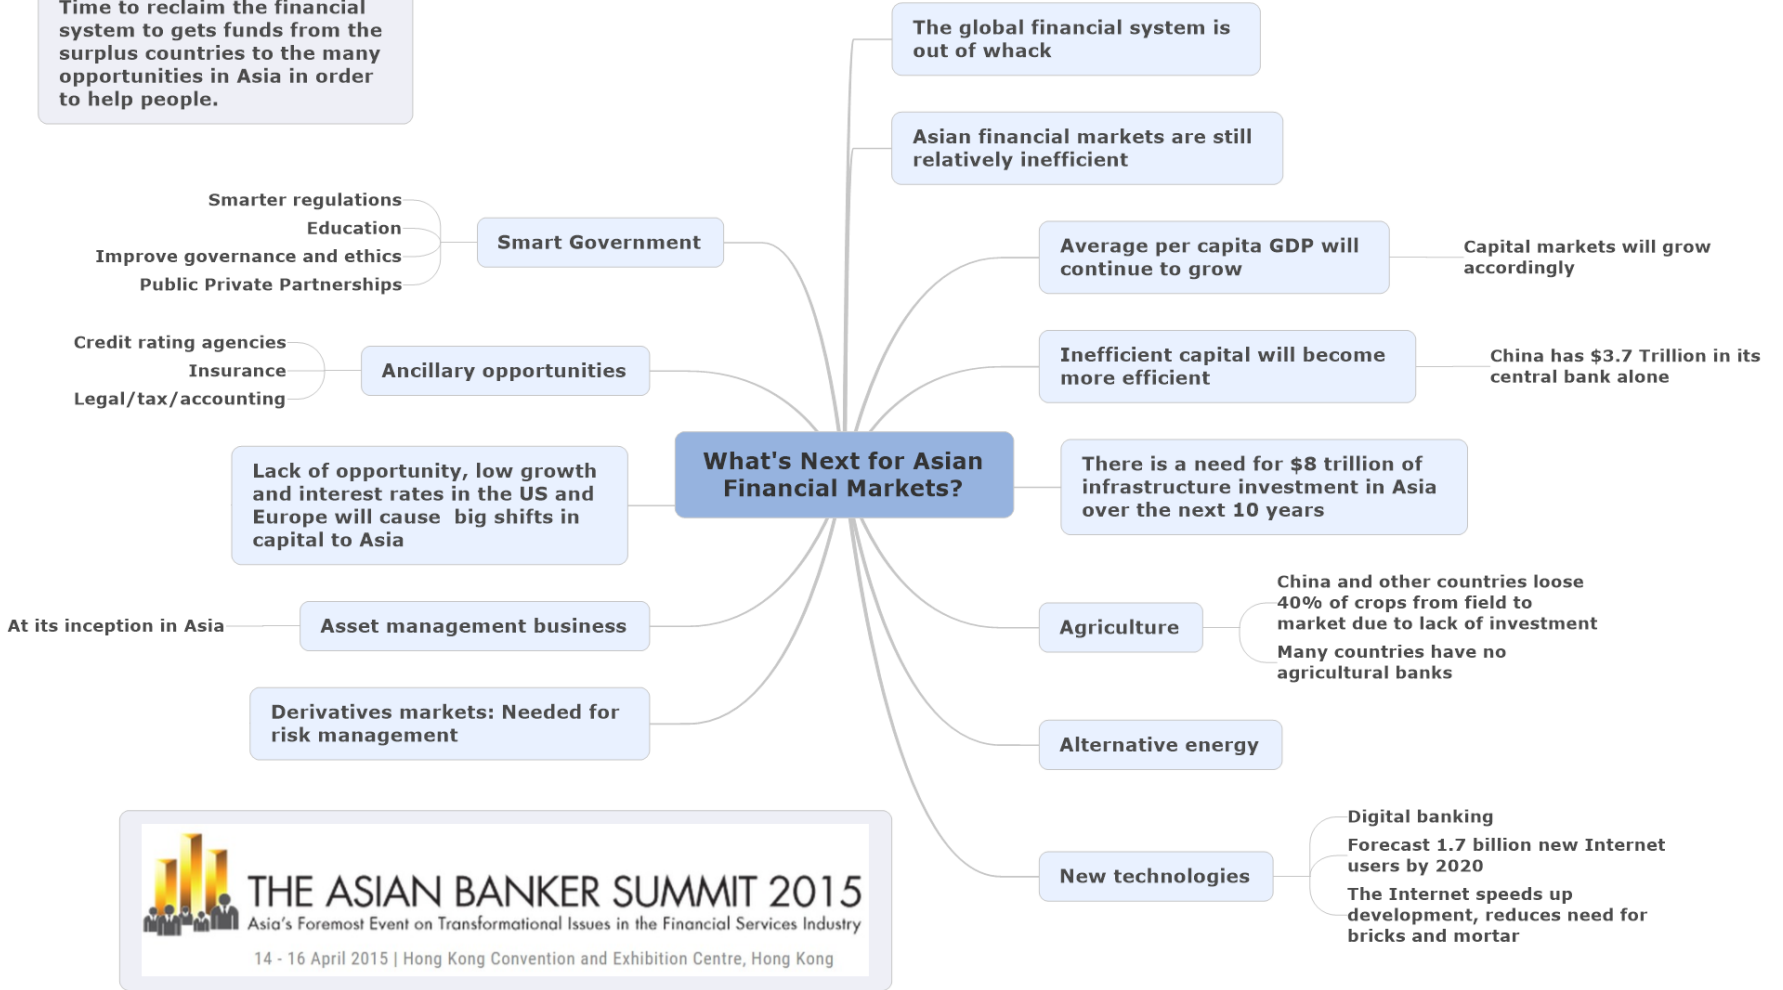 Time to reclaim the financial
system to gets funds from the
surplus countries to the many
opportunities in Asia in order
to help people.
The global financial system is
out of whack
Asian financial markets are still
relatively inefficient
Smarter regulations
Education
Improve governance and ethics
Public Private Partnerships
Smart Government
Average per capita GDP will
continue to grow
Capital markets will grow
accordingly
Credit rating agencies
Insurance
Legal/tax/accounting
Ancillary opportunities
Inefficient capital will become
more efficient
China has $3.7 Trillion in its
central bank alone
What's Next for Asian
Financial Markets?
Lack of opportunity, low growth
and interest rates in the US and
Europe will cause  big shifts in
capital to Asia
There is a need for $8 trillion of
infrastructure investment in Asia
over the next 10 years
At its inception in Asia
Asset management business
Agriculture
China and other countries loose
40% of crops from field to
market due to lack of investment
Many countries have no
agricultural banks
Derivatives markets: Needed for
risk management
Alternative energy
New technologies
Digital banking
Forecast 1.7 billion new Internet
users by 2020
The Internet speeds up
development, reduces need for
bricks and mortar
THE ASIAN BANKER SUMMIT 2015
Asia's Foremost Event on Transformational Issues in the Financial Services Industry
14 - 16 April 2015 | Hong Kong Convention and Exhibition Centre, Hong Kong